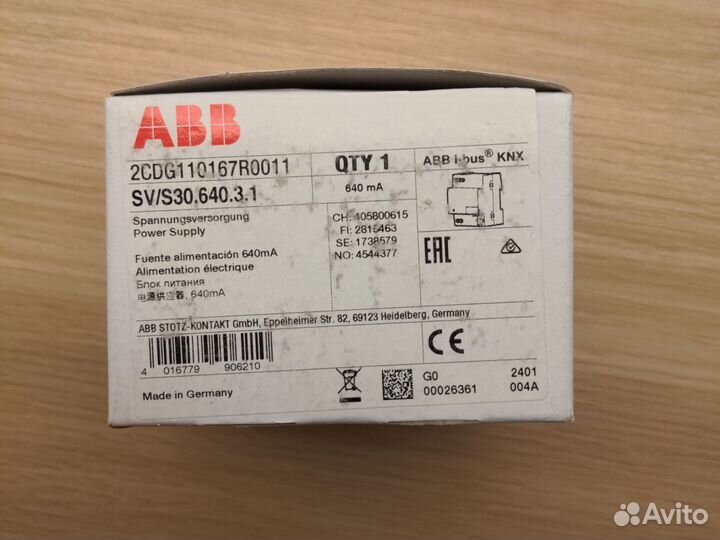 ABB
2CDG110167R0011
SV/S30.640.3.1
Spannungsversorgung
Power Supply
Fuente alimentación 640mA
Alimentation électrique
Блок питания
电源供应器, 640mA
QTY 1
640 mA
CH: 405800615
FI: 2815463
SE: 1738579
NO: 4544377
ABB i-bus® KNX
EAC
ABB STOTZ-KONTAKT GmbH, Eppelheimer Str. 82, 69123 Heidelberg, Germany
4 016779 906210
Made in Germany
CE
G0 2401
00026361 004A
Avito